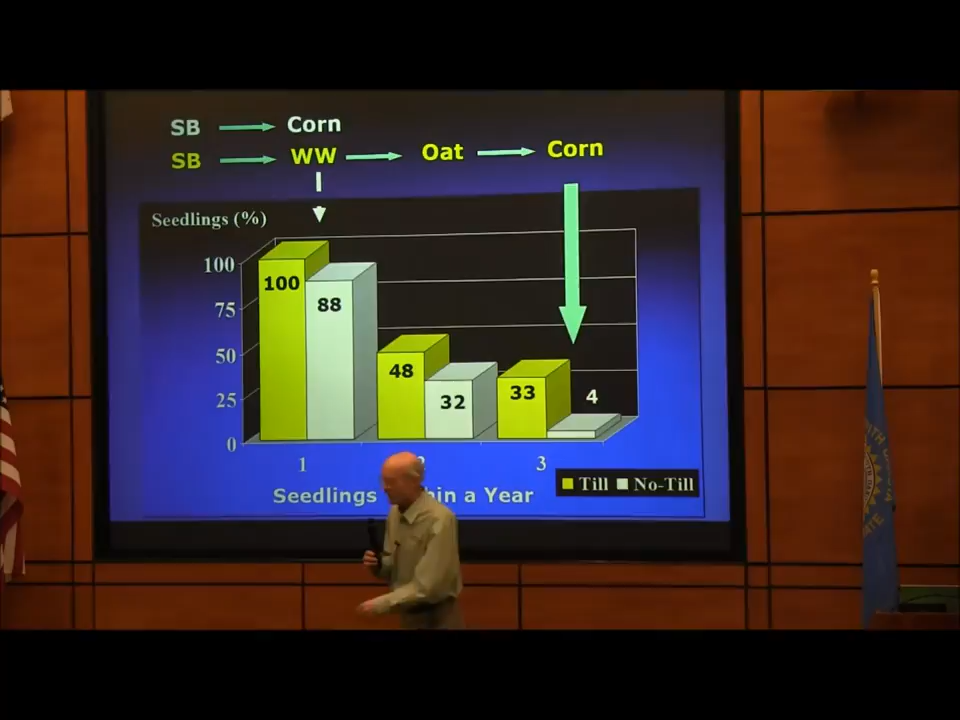 SB → Corn
SB → WW → Oat → Corn
Seedlings (%)
100
75
50
25
0
100
88
48
32
33
4
1
3
Seedlings in a Year
Till No-Till